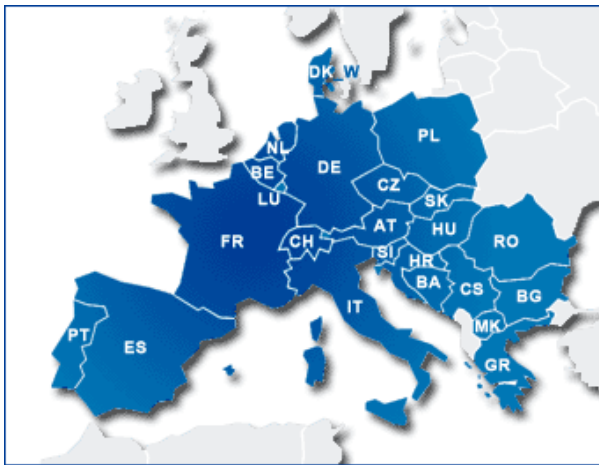 DK_W
PL
NL
DE
BE
CZ
LU
SK
AT
HU
FR
CH
RO
SI
HR
BA
CS
BG
IT
MK
PT
ES
GR